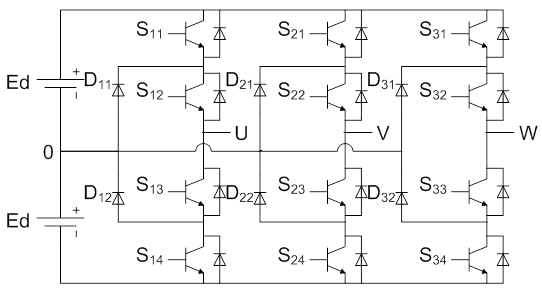 S11 S21 S31
Ed + - D11 S12 D21 S22 D31 S32
U V W
0
D12 S13 D22 S23 D32 S33
Ed + -
S14 S24 S34